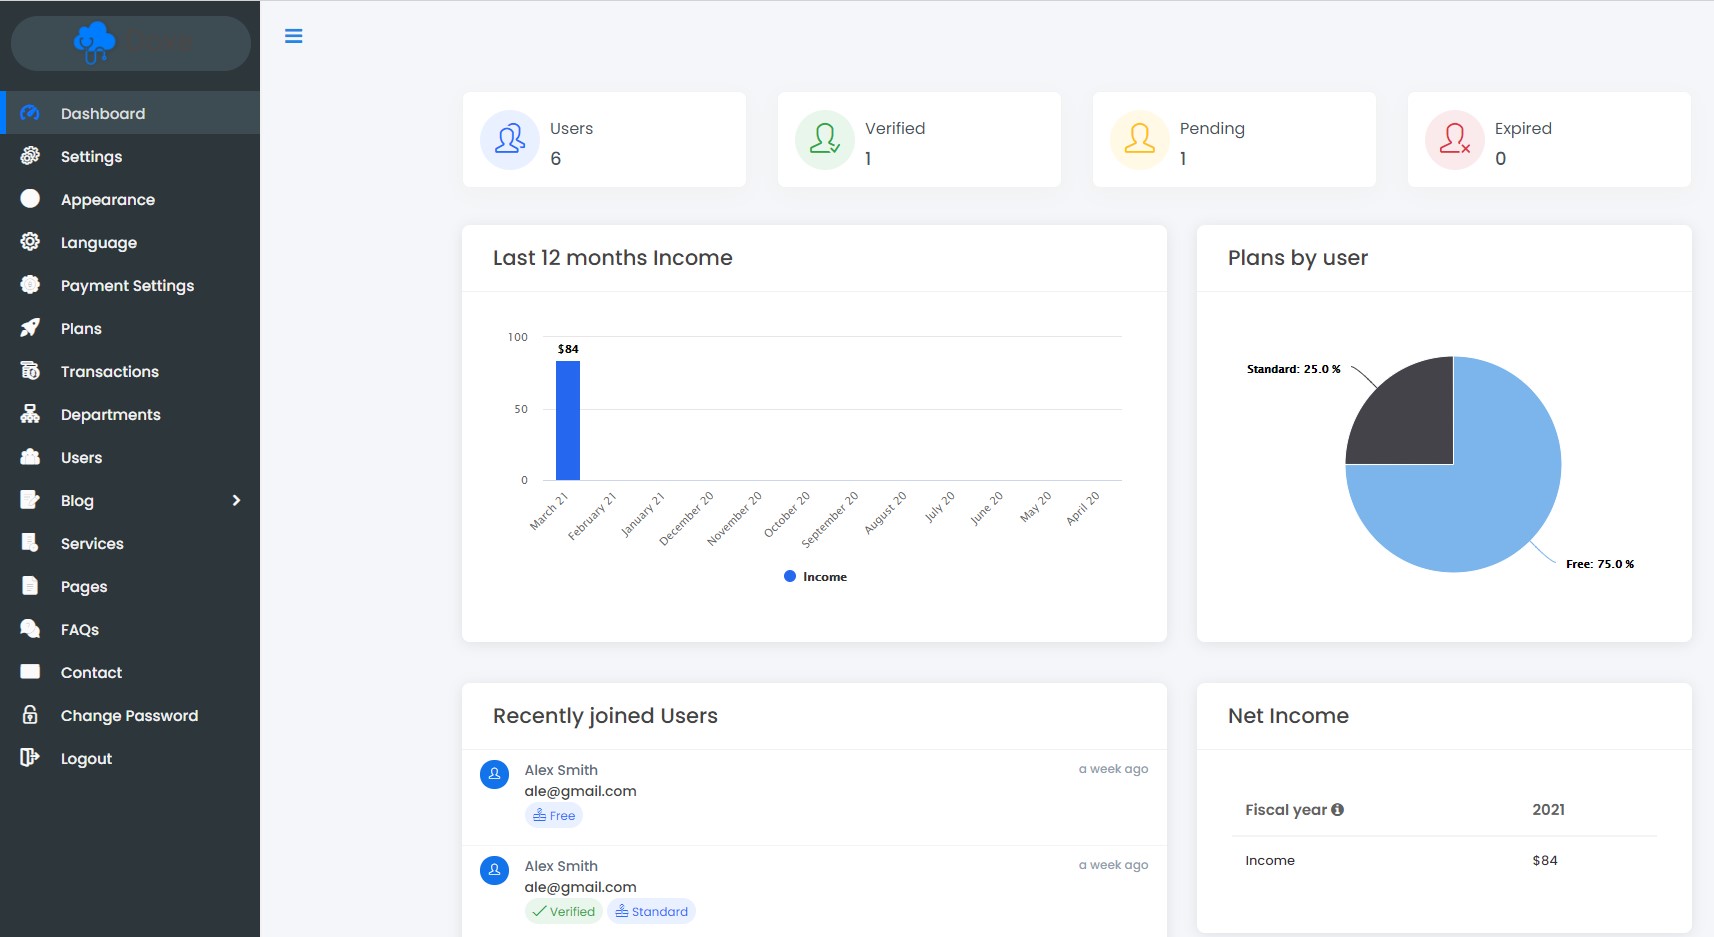 Dashboard
Settings
Appearance
Language
Payment Settings
Plans
Transactions
Departments
Users
Blog
Services
Pages
FAQs
Contact
Change Password
Logout
Users
6
Verified
1
Pending
1
Expired
0
Last 12 months Income
100
50
0
$84
March 21
February 21
January 21
December 20
November 20
October 20
September 20
August 20
July 20
June 20
May 20
April 20
Income
Plans by user
Standard: 25.0 %
Free: 75.0 %
Recently joined Users
Alex Smith
a week ago
ale@gmail.com
Free
Alex Smith
a week ago
ale@gmail.com
Verified Standard
Net Income
Fiscal year 2021
Income $84